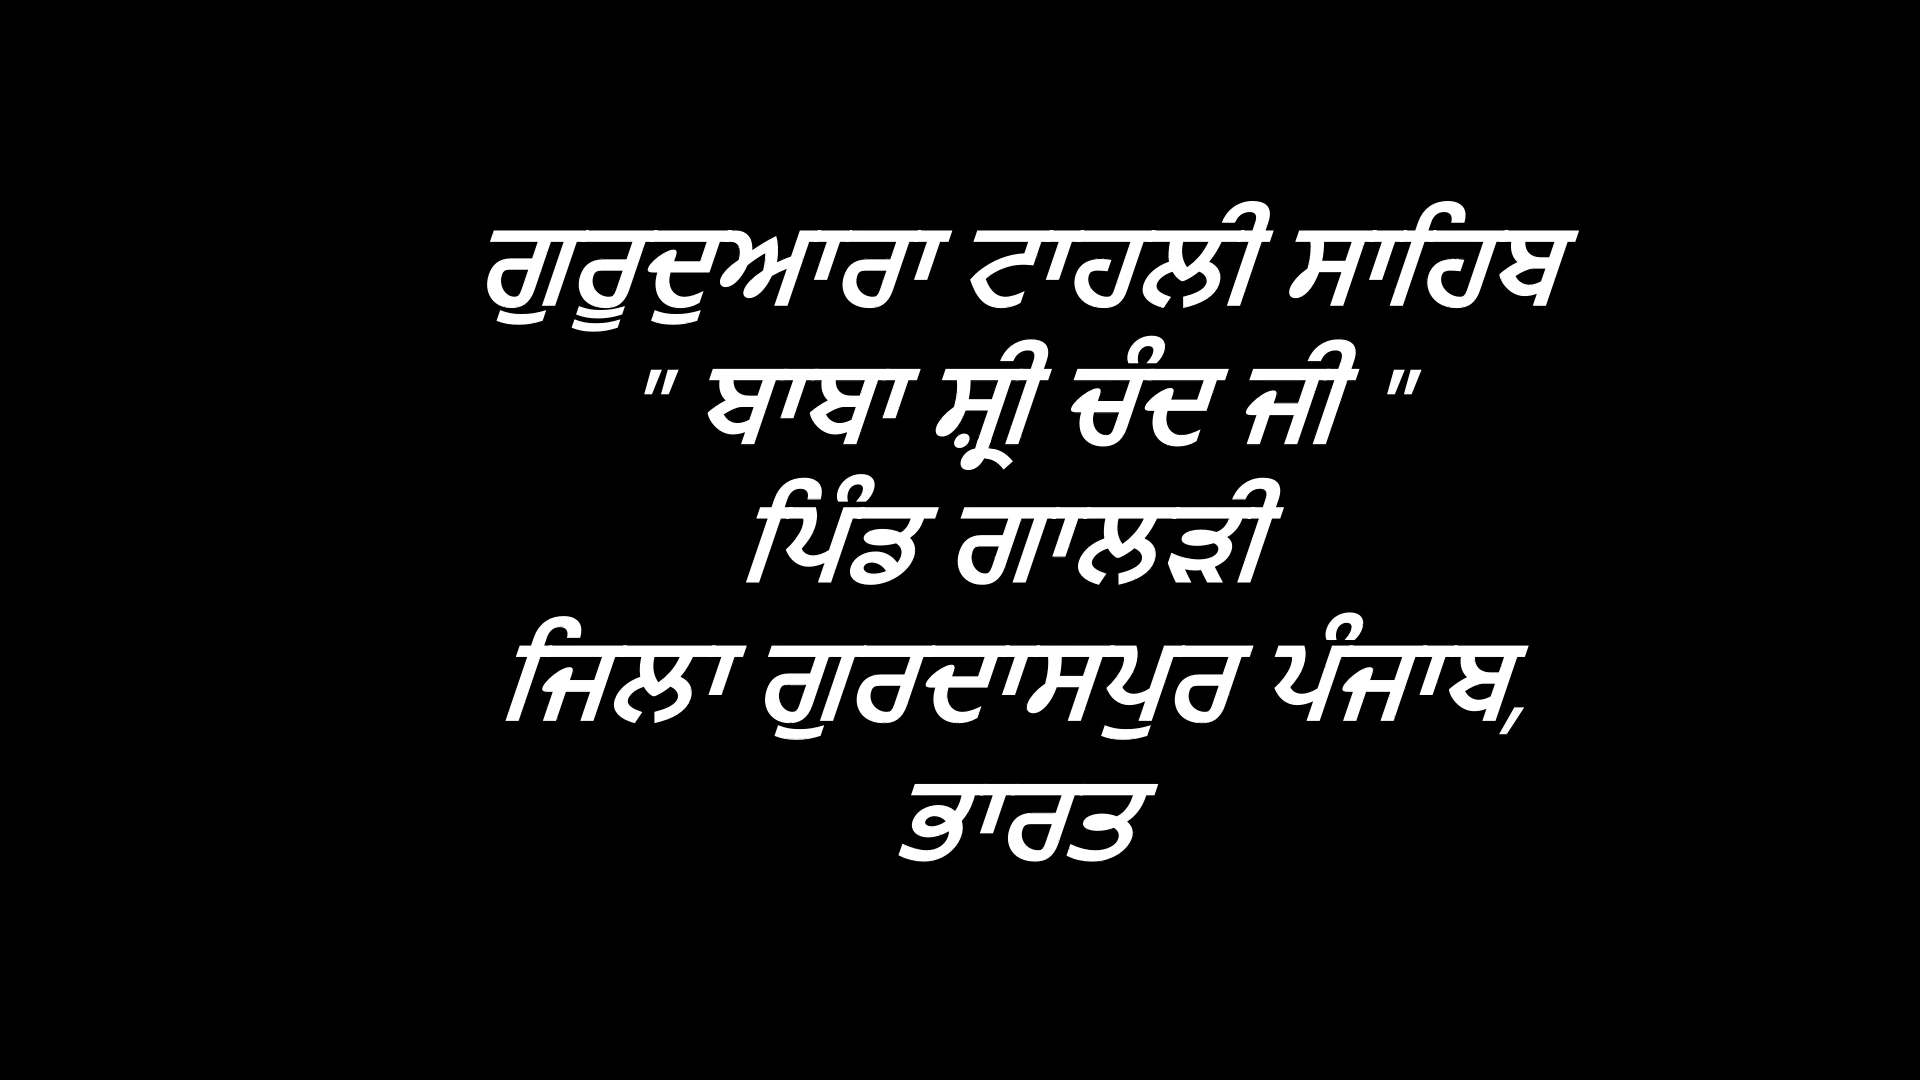 ਗੁਰੂਦੁਆਰਾ ਟਾਹਲੀ ਸਾਹਿਬ
" ਬਾਬਾ ਸ਼੍ਰੀ ਚੰਦ ਜੀ "
ਪਿੰਡ ਗਾਲੜੀ
ਜਿਲਾ ਗੁਰਦਾਸਪੁਰ ਪੰਜਾਬ,
ਭਾਰਤ